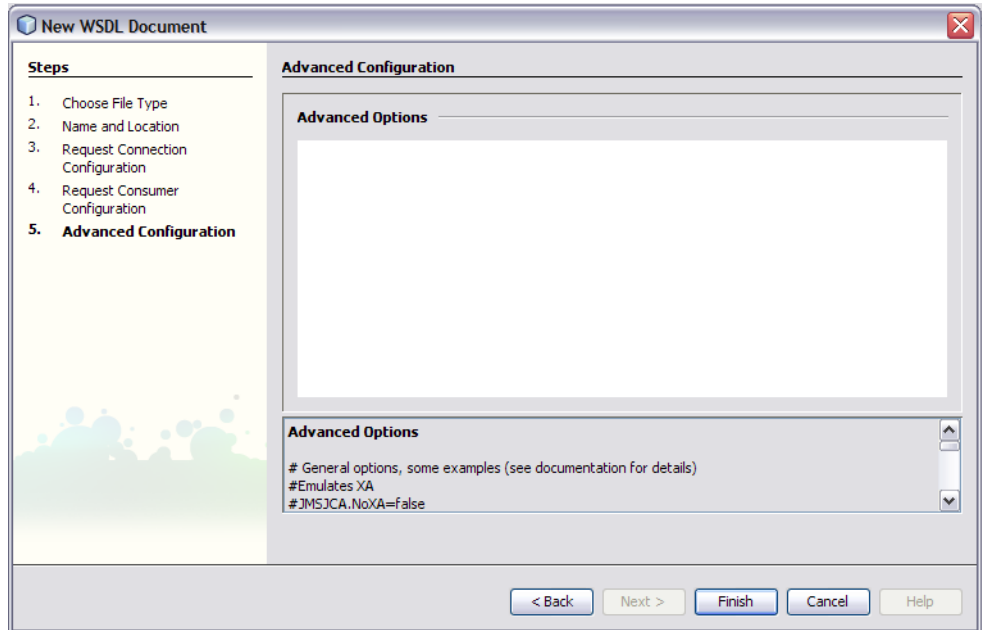 New WSDL Document
Steps
1. Choose File Type
2. Name and Location
3. Request Connection
Configuration
4. Request Consumer
Configuration
5. Advanced Configuration
Advanced Configuration
Advanced Options
Advanced Options
# General options, some examples (see documentation for details)
#Emulates XA
#JMSJCA.NoXA=false
< Back
Next >
Finish
Cancel
Help